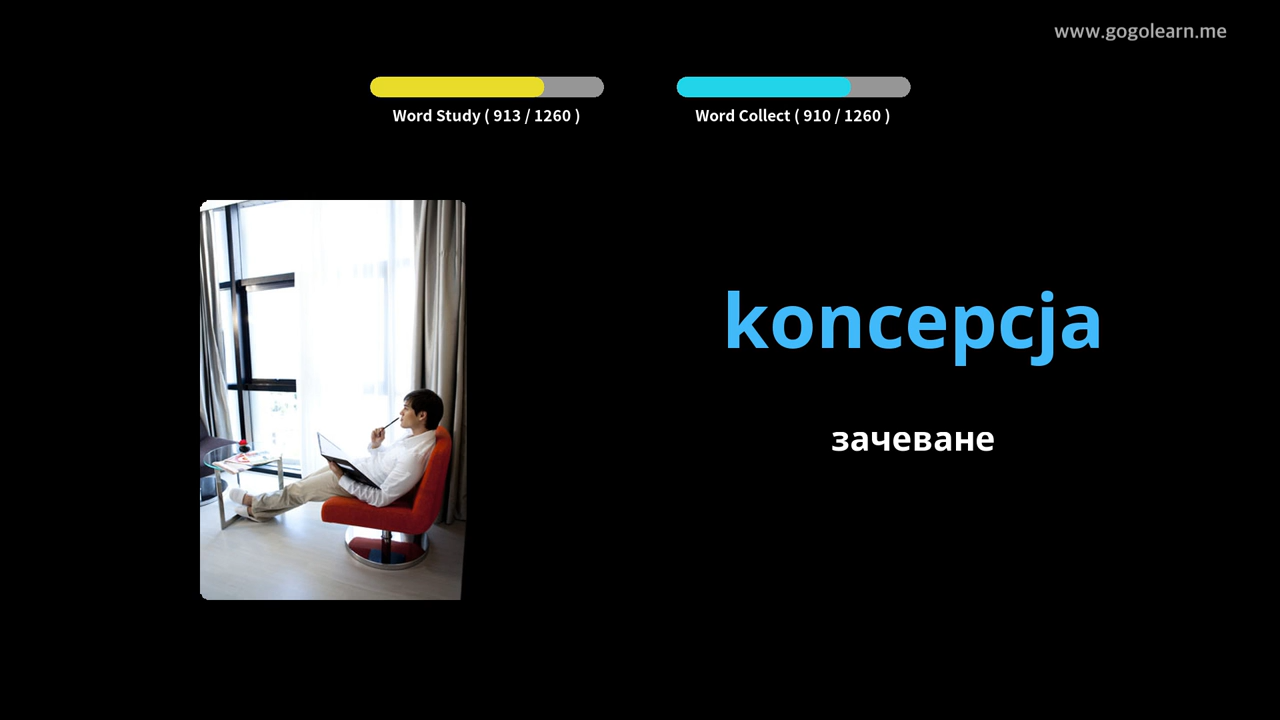 www.gogolearn.me
Word Study ( 913 / 1260 )
Word Collect ( 910 / 1260 )
koncepcja
зачеване